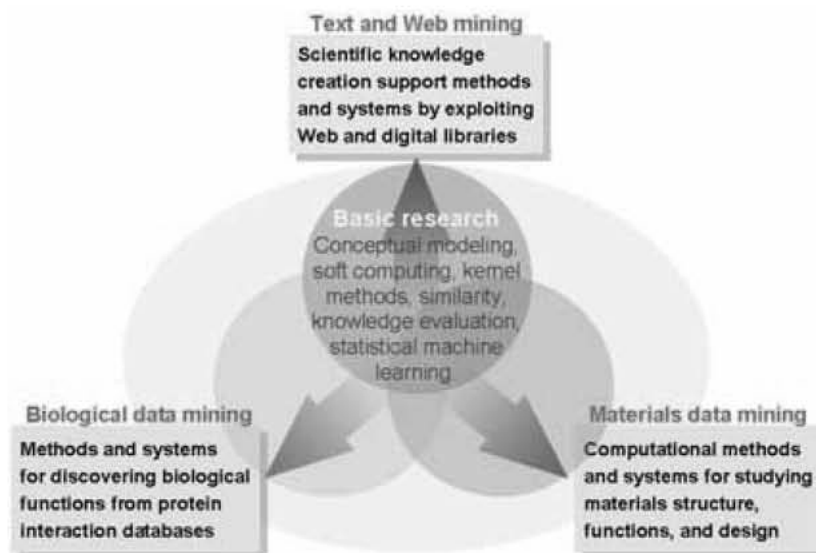 Text and Web mining
Scientific knowledge
creation support methods
and systems by exploiting
Web and digital libraries
Basic research
Conceptual modeling,
soft computing, kernel
methods, similarity,
knowledge evaluation,
statistical machine
learning
Biological data mining
Methods and systems
for discovering biological
functions from protein
interaction databases
Materials data mining
Computational methods
and systems for studying
materials structure,
functions, and design